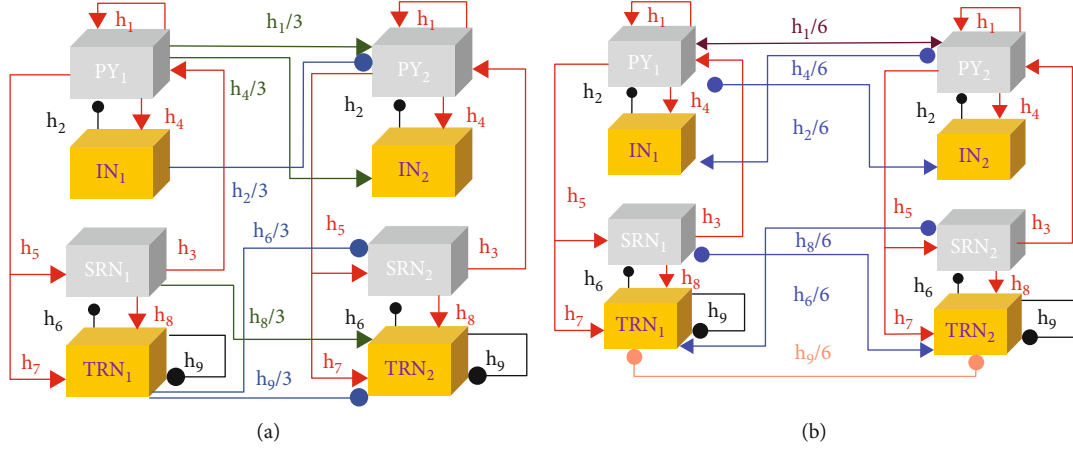 h₁
h₁/3
h₁
PY₁
PY₂
h₄/3
h₂
h₄
h₂
h₄
IN₁
IN₂
h₂/3
h₅
h₃
h₆/3
h₅
h₃
SRN₁
SRN₂
h₆
h₈
h₈/3
h₆
h₈
h₇
TRN₁
h₉
h₉/3
h₇
TRN₂
h₉
(a)
h₁
h₁/6
h₁
PY₁
PY₂
h₄/6
h₂
h₄
h₂
h₄
IN₁
h₂/6
IN₂
h₅
h₃
h₅
h₃
SRN₁
h₈/6
SRN₂
h₆
h₈
h₆/6
h₆
h₈
h₇
TRN₁
h₉
h₇
TRN₂
h₉
h₉/6
(b)